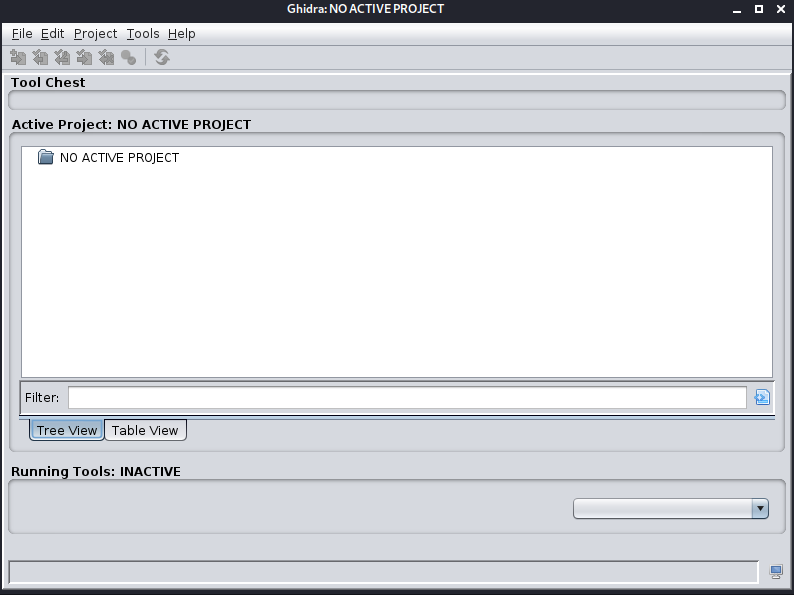 Ghidra: NO ACTIVE PROJECT
File Edit Project Tools Help
Tool Chest
Active Project: NO ACTIVE PROJECT
NO ACTIVE PROJECT
Filter:
Tree View Table View
Running Tools: INACTIVE